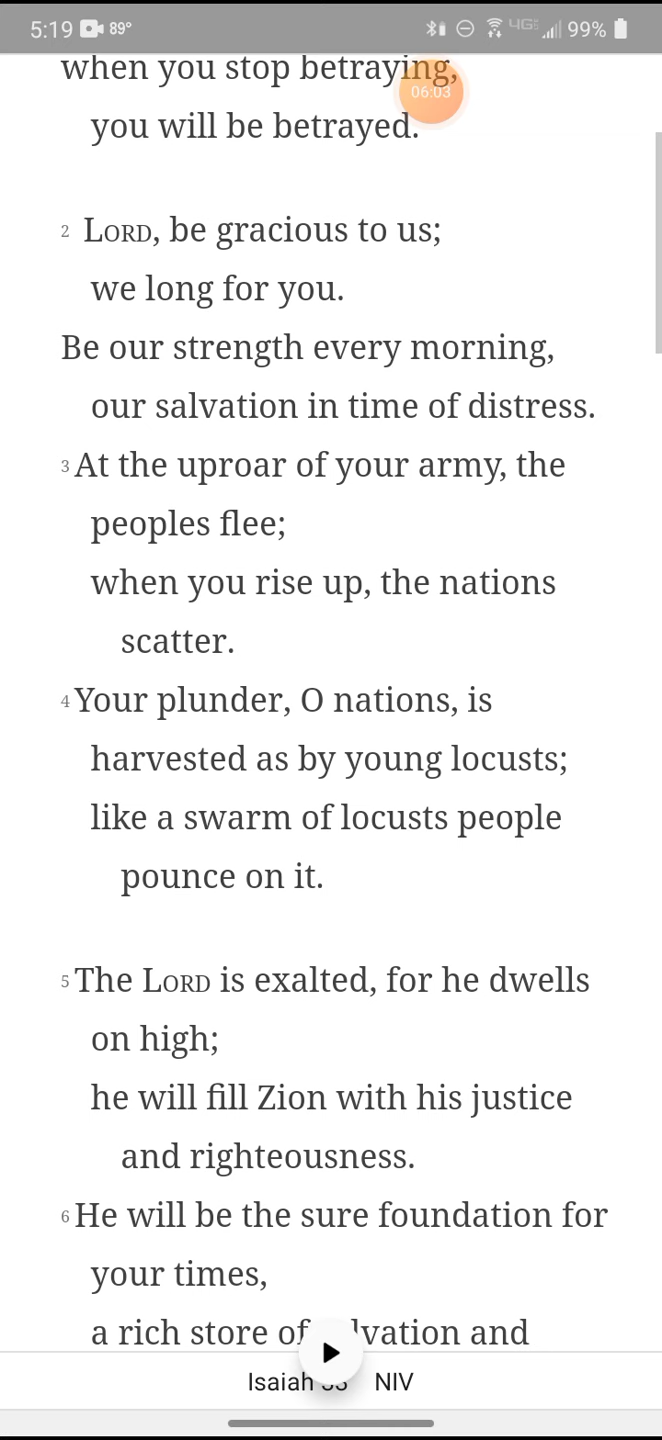 5:19 89° 4G 99%
when you stop betraying,
06:03
you will be betrayed.
2 LORD, be gracious to us;
we long for you.
Be our strength every morning,
our salvation in time of distress.
3 At the uproar of your army, the
peoples flee;
when you rise up, the nations
scatter.
4 Your plunder, O nations, is
harvested as by young locusts;
like a swarm of locusts people
pounce on it.
5 The LORD is exalted, for he dwells
on high;
he will fill Zion with his justice
and righteousness.
6 He will be the sure foundation for
your times,
a rich store of salvation and
Isaiah 33 NIV